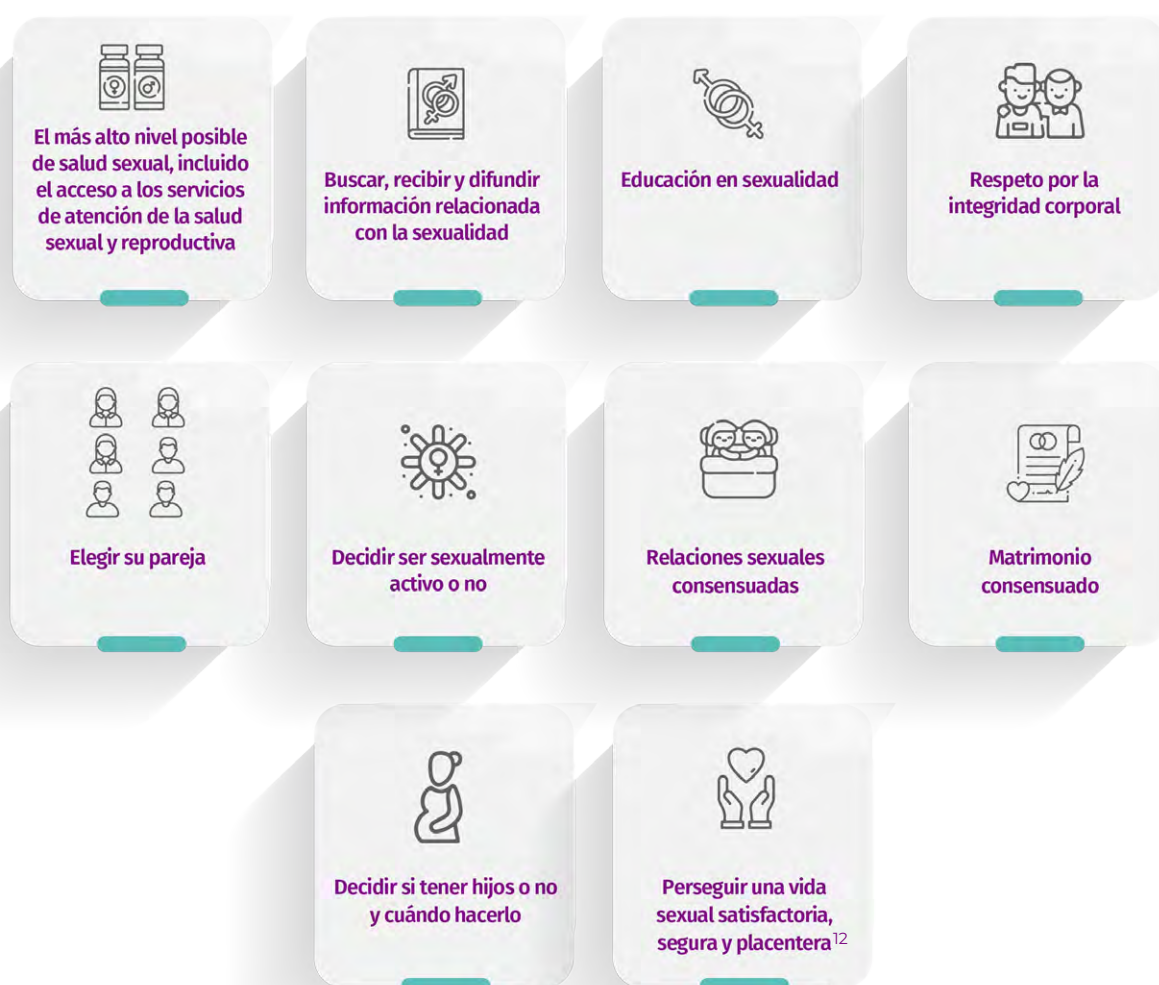 El más alto nivel posible
de salud sexual, incluido
el acceso a los servicios
de atención de la salud
sexual y reproductiva
Buscar, recibir y difundir
información relacionada
con la sexualidad
Educación en sexualidad
Respeto por la
integridad corporal
Elegir su pareja
Decidir ser sexualmente
activo o no
Relaciones sexuales
consensuadas
Matrimonio
consensuado
Decidir si tener hijos o no
y cuándo hacerlo
Perseguir una vida
sexual satisfactoria,
segura y placentera12